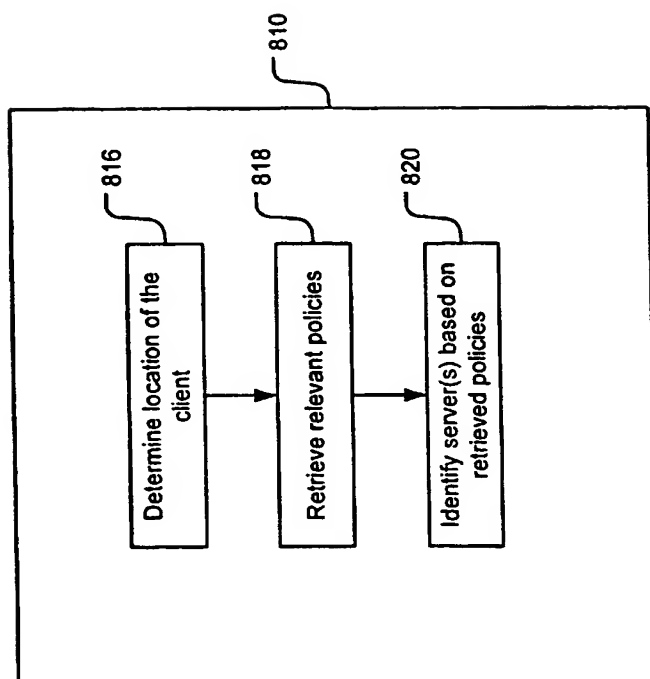 810
816
Determine location of the
client
818
Retrieve relevant policies
820
Identify server(s) based on
retrieved policies